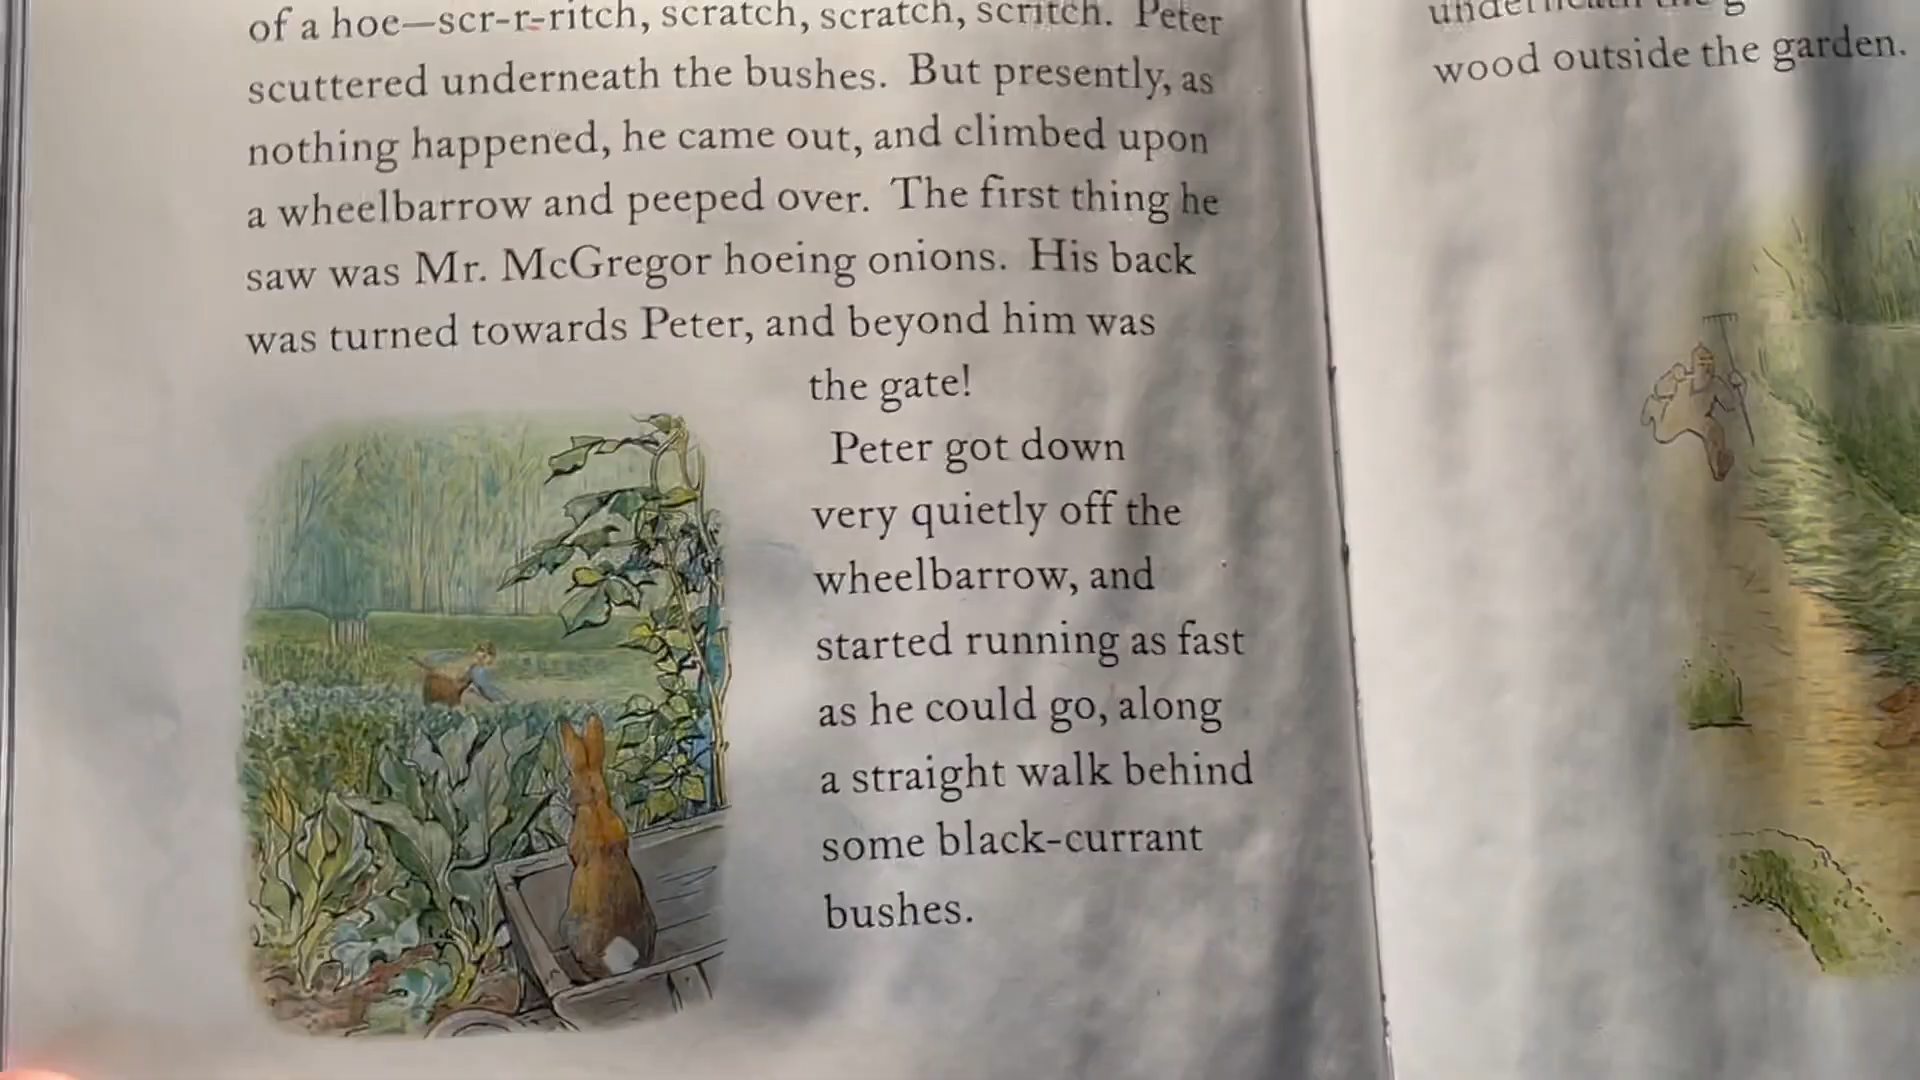 of a hoe—scr-r-ritch, scratch, scratch, scritch. Peter
scuttered underneath the bushes. But presently, as
nothing happened, he came out, and climbed upon
a wheelbarrow and peeped over. The first thing he
saw was Mr. McGregor hoeing onions. His back
was turned towards Peter, and beyond him was
the gate!
Peter got down
very quietly off the
wheelbarrow, and
started running as fast
as he could go, along
a straight walk behind
some black-currant
bushes.
underneath the
wood outside the garden.